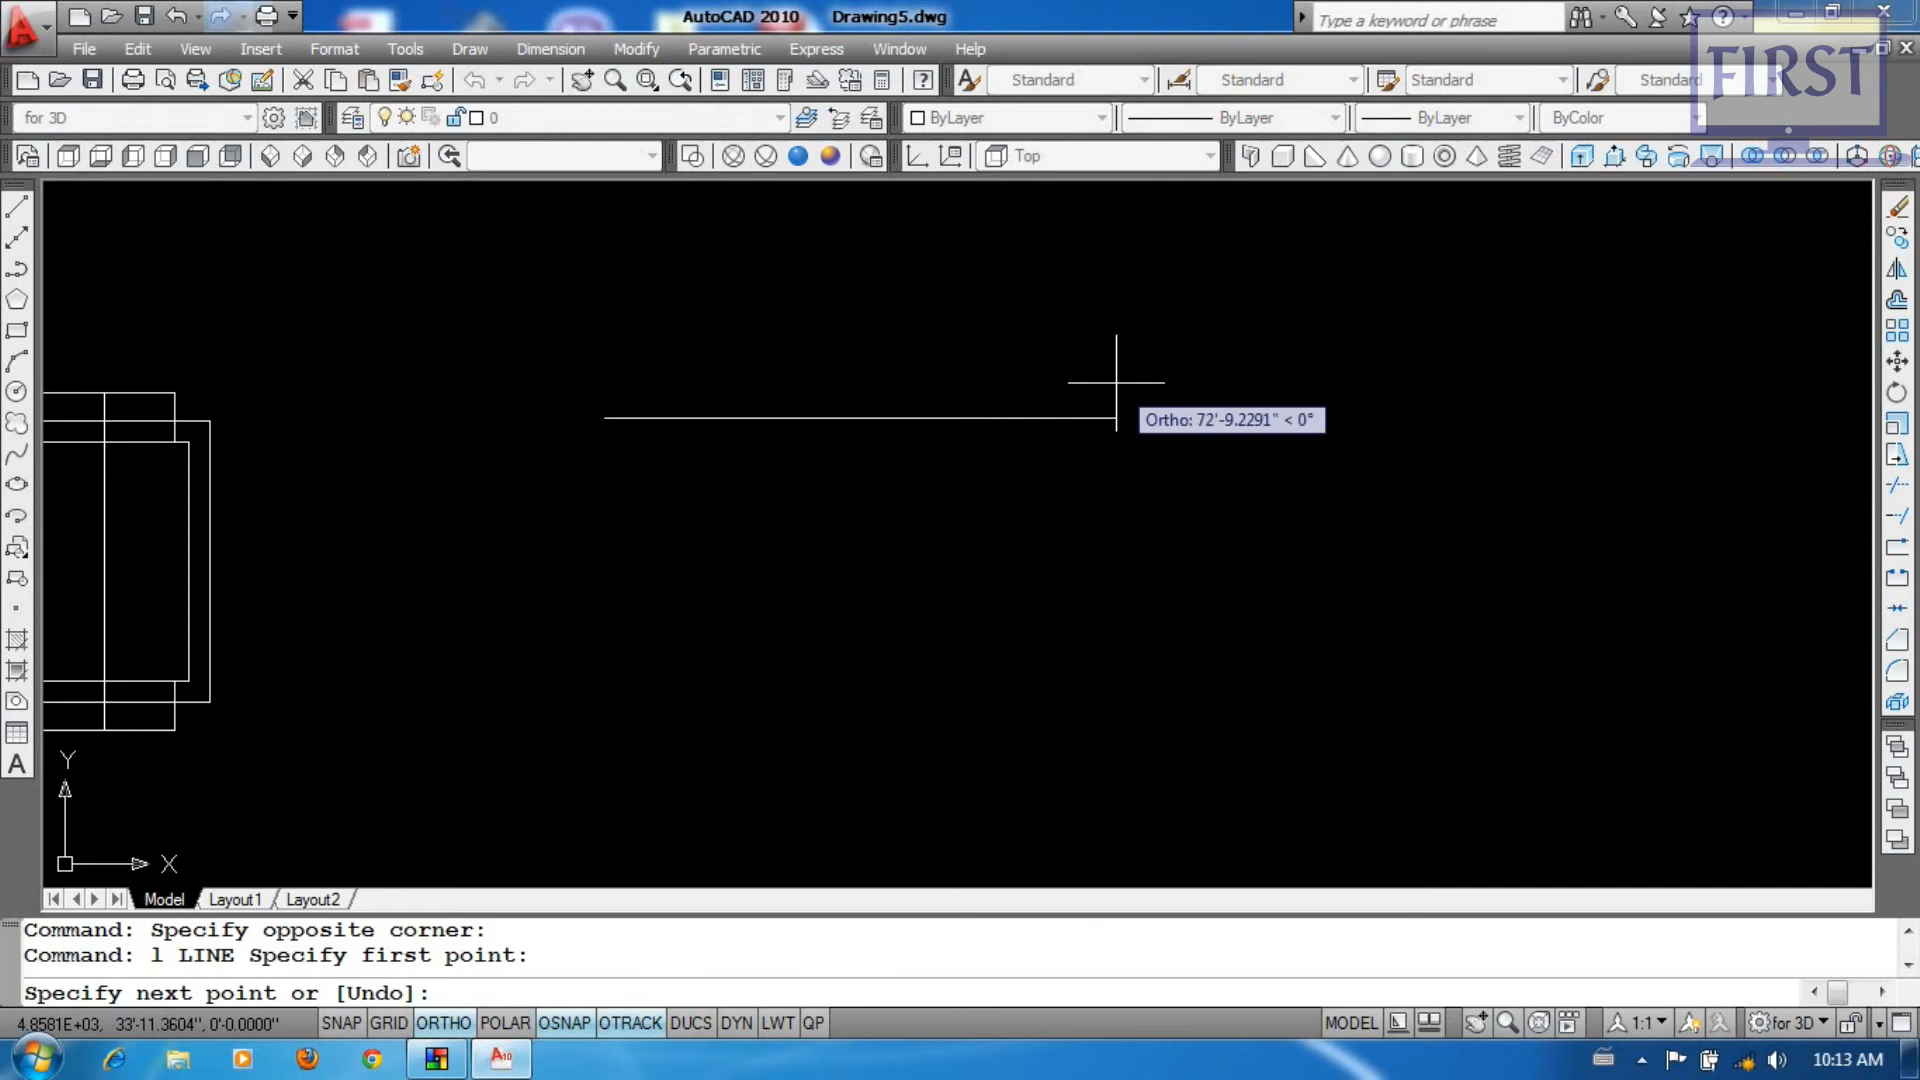 AutoCAD 2010 Drawing5.dwg
Type a keyword or phrase
File Edit View Insert Format Tools Draw Dimension Modify Parametric Express Window Help
FIRST
Standard Standard Standard Standard
for 3D 0 ByLayer ByLayer ByLayer ByColor
Top
Ortho: 72'-9.2291" < 0°
A
Y
X
Model Layout1 Layout2
Command: Specify opposite corner:
Command: l LINE Specify first point:
Specify next point or [Undo]:
4.8581E+03, 33'-11.3604", 0'-0.0000" SNAP GRID ORTHO POLAR OSNAP OTRACK DUCS DYN LWT QP MODEL 1:1 for 3D
10:13 AM